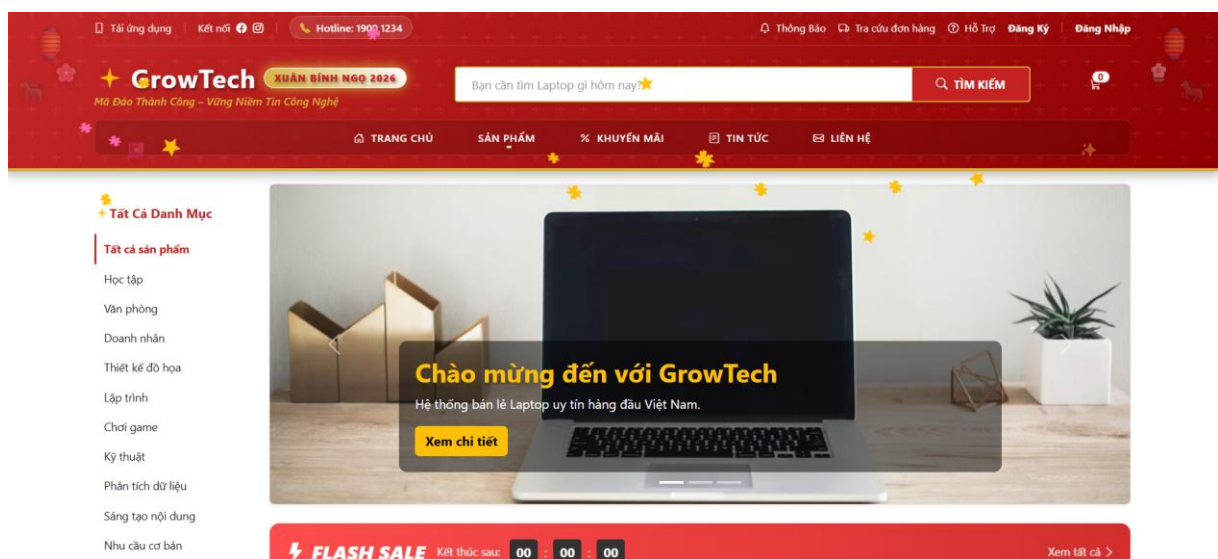 Tải ứng dụng Kết nối Hotline: 1900 1234 Thông Báo Tra cứu đơn hàng Hỗ Trợ Đăng Ký Đăng Nhập
GrowTech XUÂN BÍNH NGỌ 2026
Bạn cần tìm Laptop gì hôm nay? TÌM KIẾM 0
Mã Đáo Thành Công – Vững Niềm Tin Công Nghệ
TRANG CHỦ SẢN PHẨM % KHUYẾN MÃI TIN TỨC LIÊN HỆ
Tất Cả Danh Mục
Tất cả sản phẩm
Học tập
Văn phòng
Doanh nhân
Thiết kế đồ họa
Lập trình
Chơi game
Kỹ thuật
Phân tích dữ liệu
Sáng tạo nội dung
Nhu cầu cơ bản
Chào mừng đến với GrowTech
Hệ thống bán lẻ Laptop uy tín hàng đầu Việt Nam.
Xem chi tiết
FLASH SALE Kết thúc sau: 00 : 00 : 00 Xem tất cả >